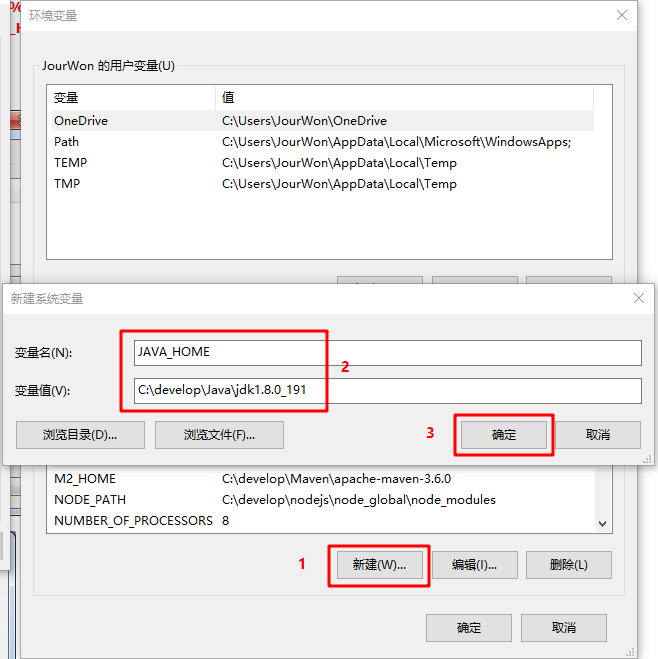 环境变量
JourWon 的用户变量(U)
变量 值
OneDrive C:\Users\JourWon\OneDrive
Path C:\Users\JourWon\AppData\Local\Microsoft\WindowsApps;
TEMP C:\Users\JourWon\AppData\Local\Temp
TMP C:\Users\JourWon\AppData\Local\Temp
新建系统变量
变量名(N): JAVA_HOME
2
变量值(V): C:\develop\Java\jdk1.8.0_191
浏览目录(D)... 浏览文件(F)... 3 确定 取消
M2_HOME C:\develop\Maven\apache-maven-3.6.0
NODE_PATH C:\develop\nodejs\node_global\node_modules
NUMBER_OF_PROCESSORS 8
1 新建(W)... 编辑(I)... 删除(L)
确定 取消